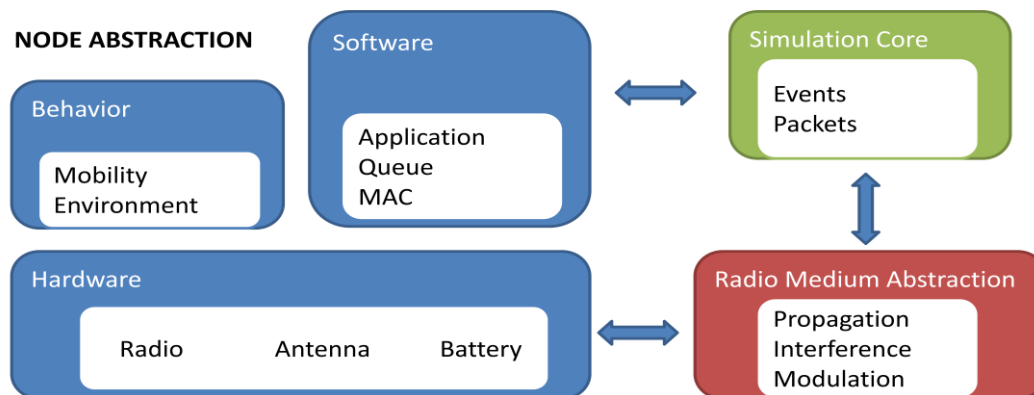 NODE ABSTRACTION
Behavior
Mobility
Environment
Software
Application
Queue
MAC
Simulation Core
Events
Packets
Hardware
Radio Antenna Battery
Radio Medium Abstraction
Propagation
Interference
Modulation